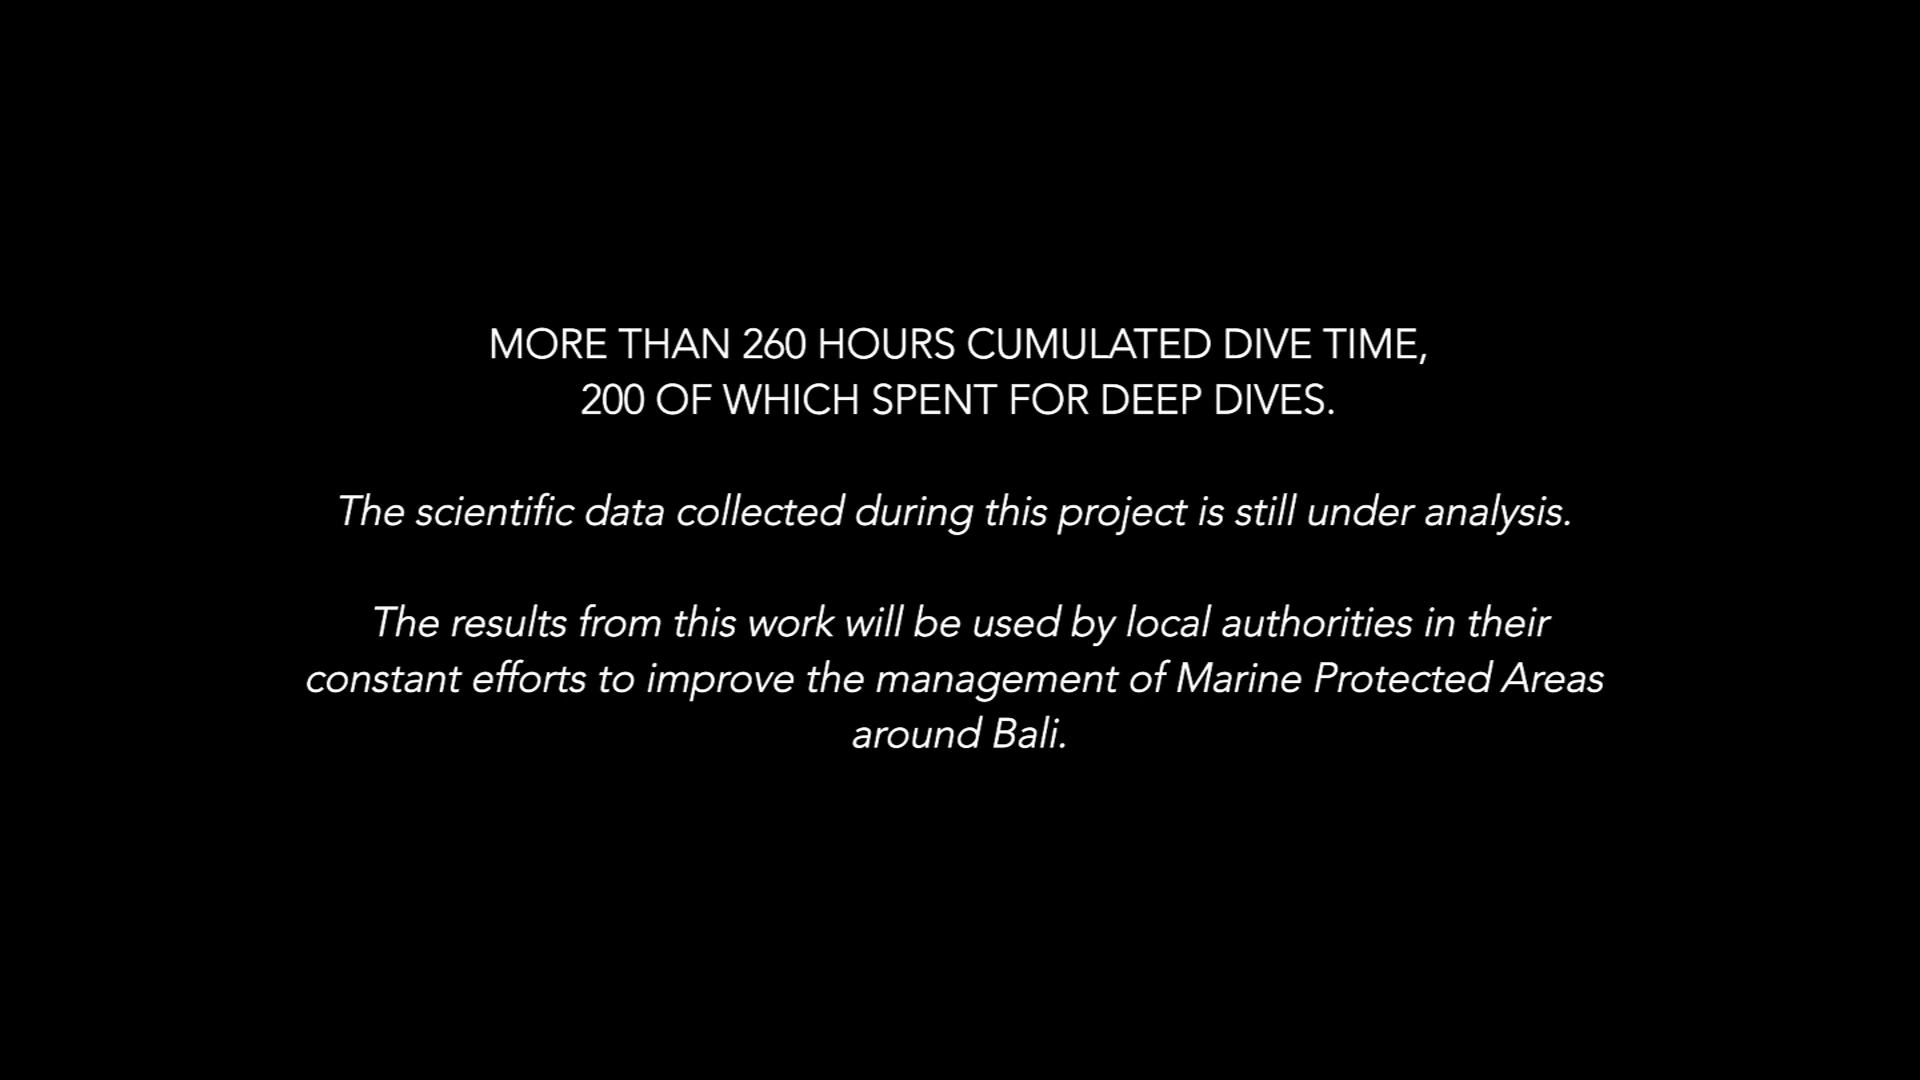 MORE THAN 260 HOURS CUMULATED DIVE TIME,
200 OF WHICH SPENT FOR DEEP DIVES.
The scientific data collected during this project is still under analysis.
The results from this work will be used by local authorities in their
constant efforts to improve the management of Marine Protected Areas
around Bali.